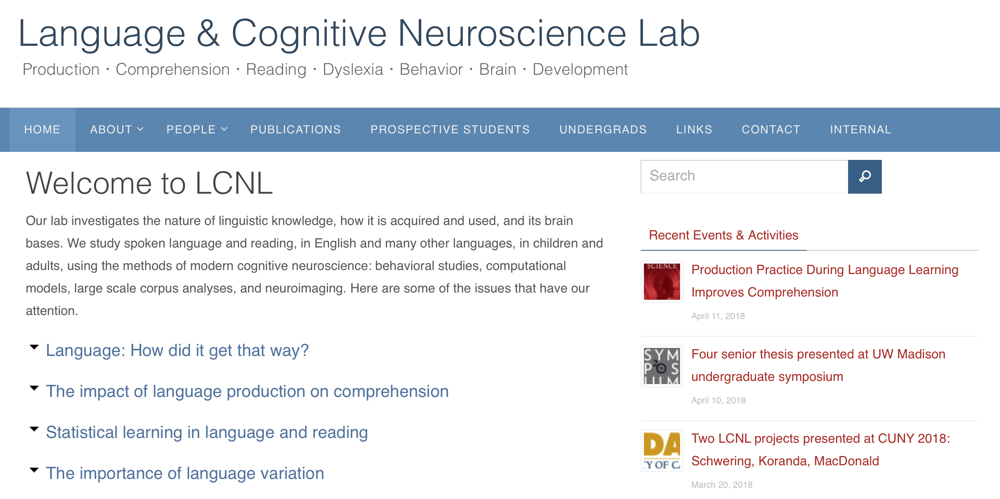 Language & Cognitive Neuroscience Lab
Production · Comprehension · Reading · Dyslexia · Behavior · Brain · Development
HOME ABOUT PEOPLE PUBLICATIONS PROSPECTIVE STUDENTS UNDERGRADS LINKS CONTACT INTERNAL
Welcome to LCNL
Our lab investigates the nature of linguistic knowledge, how it is acquired and used, and its brain
bases. We study spoken language and reading, in English and many other languages, in children and
adults, using the methods of modern cognitive neuroscience: behavioral studies, computational
models, large scale corpus analyses, and neuroimaging. Here are some of the issues that have our
attention.
Language: How did it get that way?
The impact of language production on comprehension
Statistical learning in language and reading
The importance of language variation
Search
Recent Events & Activities
SCIENCE
Production Practice During Language Learning
Improves Comprehension
April 11, 2018
SYM
POS
IUM
20
Four senior thesis presented at UW Madison
undergraduate symposium
April 10, 2018
DA
TY OF CA
Two LCNL projects presented at CUNY 2018:
Schwering, Koranda, MacDonald
March 20, 2018